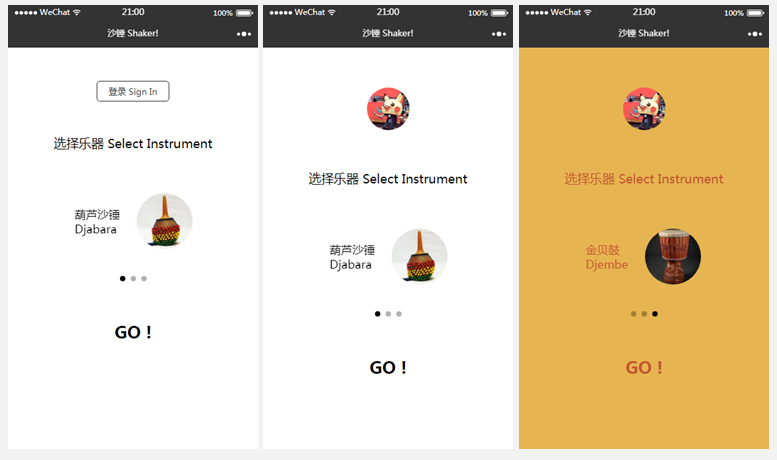 WeChat 21:00 100%
沙锤 Shaker!
登录 Sign In
选择乐器 Select Instrument
葫芦沙锤
Djabara
GO !
WeChat 21:00 100%
沙锤 Shaker!
选择乐器 Select Instrument
葫芦沙锤
Djabara
GO !
WeChat 21:00 100%
沙锤 Shaker!
选择乐器 Select Instrument
金贝鼓
Djembe
GO !